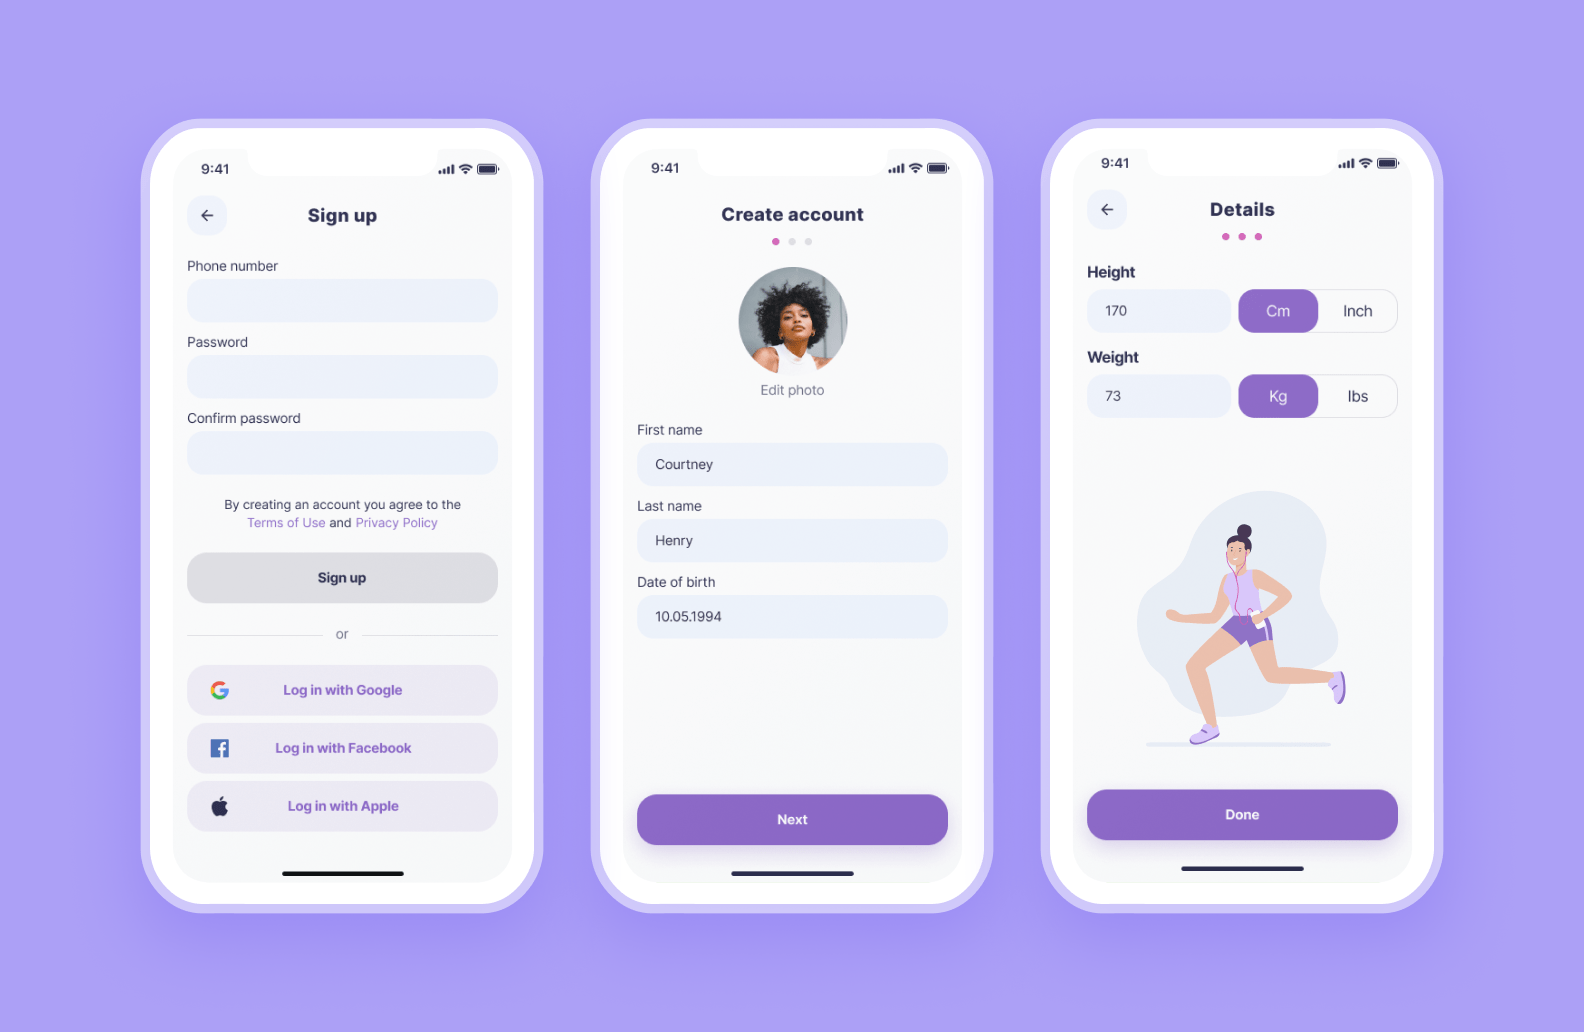 9:41
Sign up
Phone number
Password
Confirm password
By creating an account you agree to the
Terms of Use and Privacy Policy
Sign up
or
Log in with Google
Log in with Facebook
Log in with Apple
9:41
Create account
Edit photo
First name
Courtney
Last name
Henry
Date of birth
10.05.1994
Next
9:41
Details
Height
170 Cm Inch
Weight
73 Kg lbs
Done